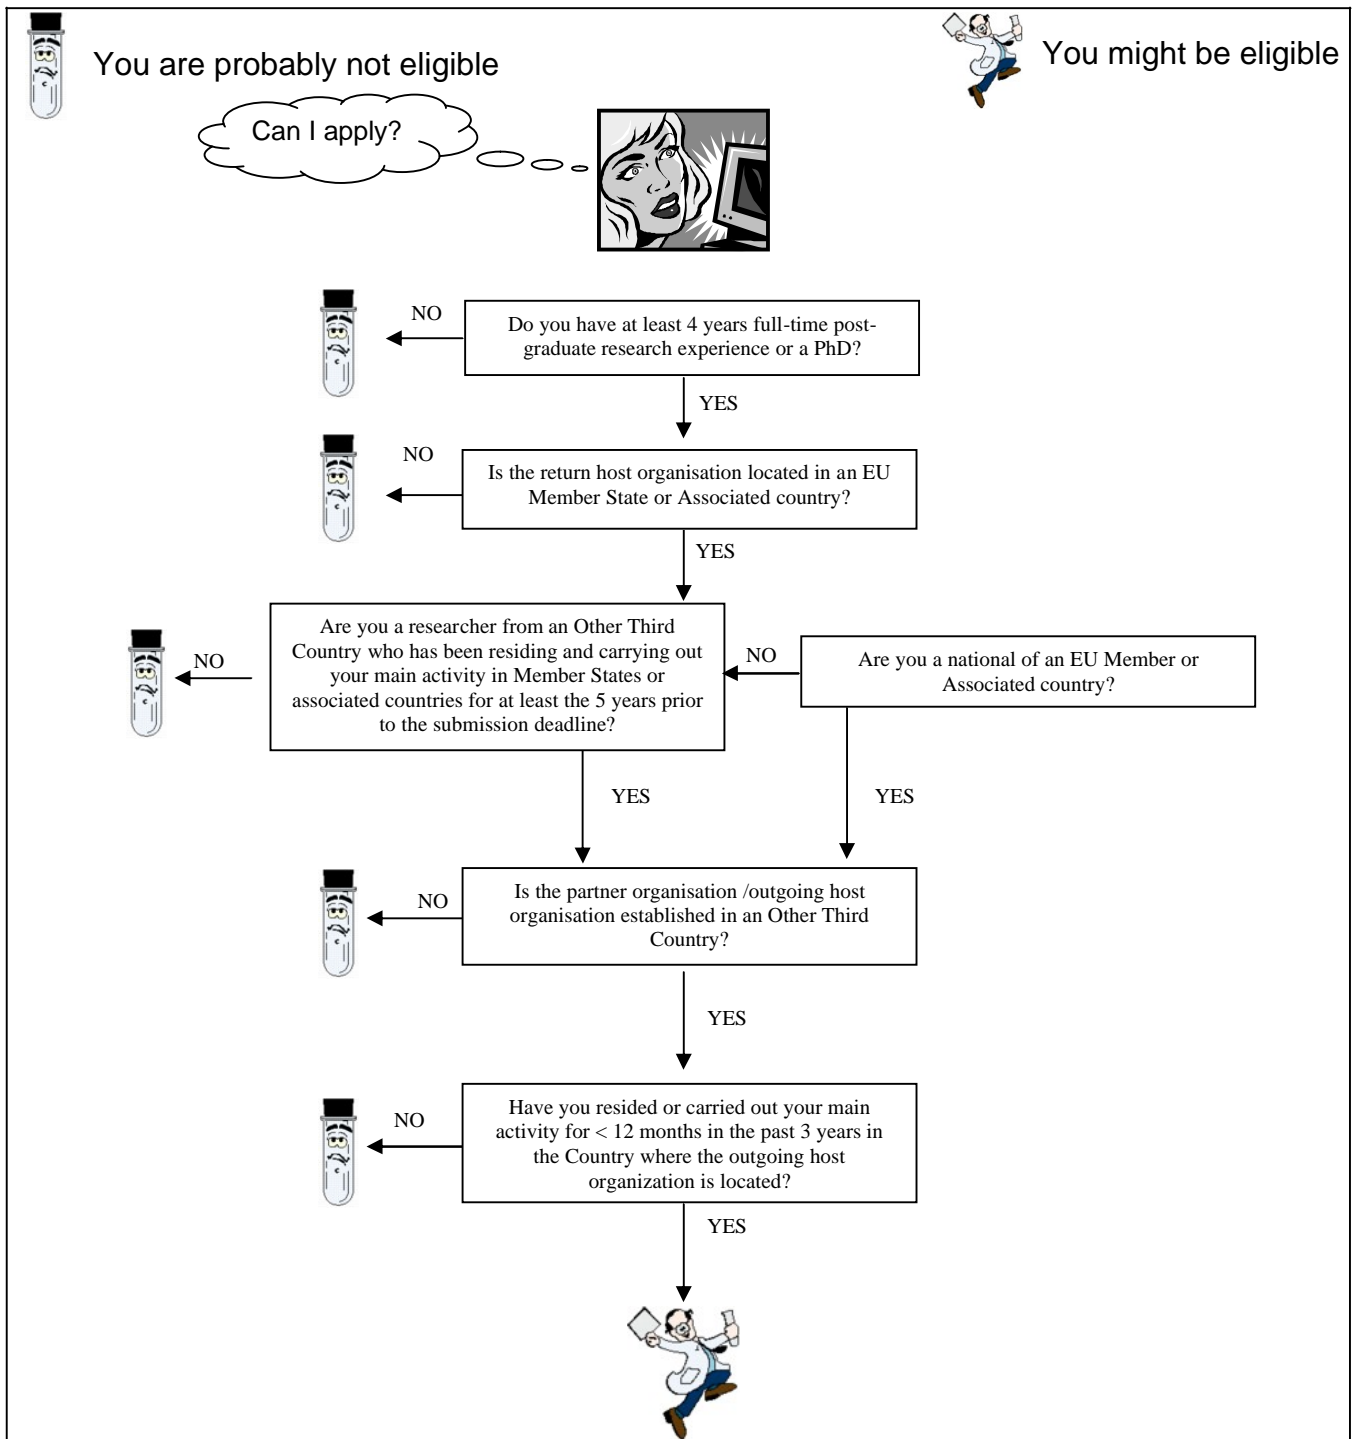 You are probably not eligible
You might be eligible
Can I apply?
NO
Do you have at least 4 years full-time post-
graduate research experience or a PhD?
YES
NO
Is the return host organisation located in an EU
Member State or Associated country?
YES
NO
Are you a researcher from an Other Third
Country who has been residing and carrying out
your main activity in Member States or
associated countries for at least the 5 years prior
to the submission deadline?
NO
Are you a national of an EU Member or
Associated country?
YES
YES
NO
Is the partner organisation /outgoing host
organisation established in an Other Third
Country?
YES
NO
Have you resided or carried out your main
activity for < 12 months in the past 3 years in
the Country where the outgoing host
organization is located?
YES